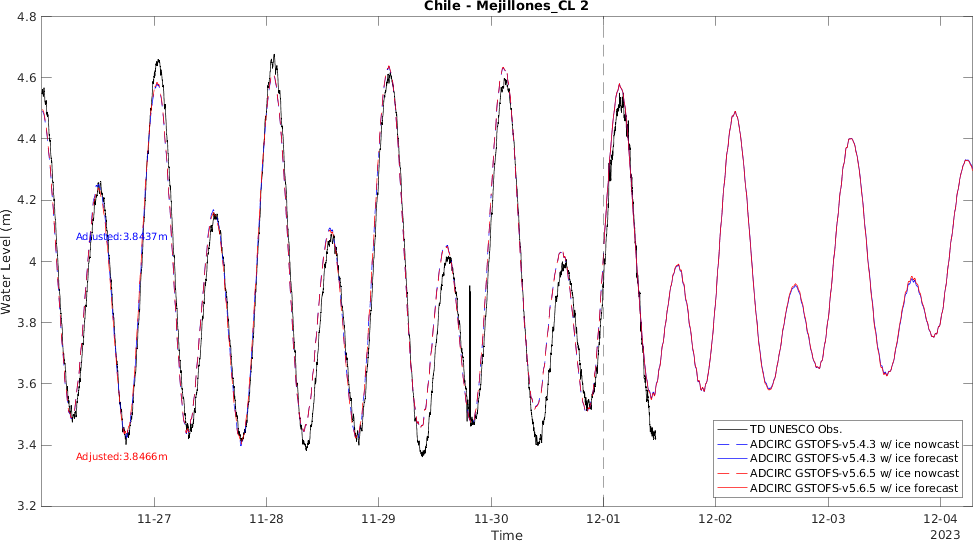 Chile - Mejillones_CL 2
4.8
4.6
4.4
4.2
4
3.8
3.6
3.4
3.2
Water Level (m)
Adjusted:3.8437m
Adjusted:3.8466m
TD UNESCO Obs.
ADCIRC GSTOFS-v5.4.3 w/ ice nowcast
ADCIRC GSTOFS-v5.4.3 w/ ice forecast
ADCIRC GSTOFS-v5.6.5 w/ ice nowcast
ADCIRC GSTOFS-v5.6.5 w/ ice forecast
11-27 11-28 11-29 11-30 12-01 12-02 12-03 12-04
Time
2023